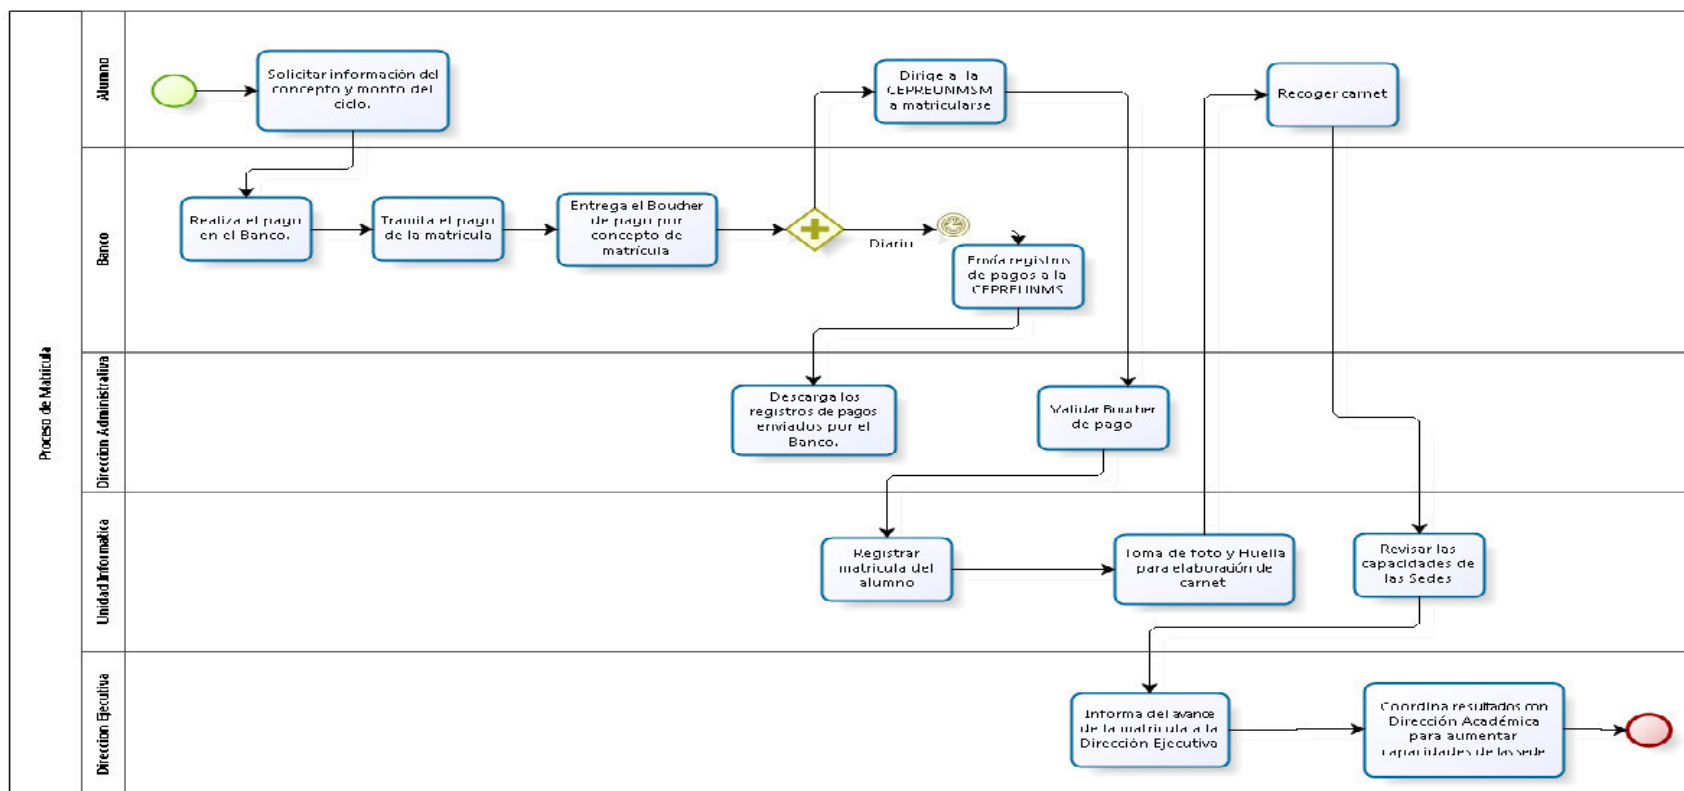 Proceso de Matricula
Alumno
Solicitar información del
concepto y monto del
ciclo.
Dirige a la
CEPREUNMSM
a matricularse
Recoger carnet
Banco
Realiza el pago
en el Banco.
Tramita el pago
de la matricula
Entrega el Boucher
de pago por
concepto de
matrícula
Diario
Envía registros
de pagos a la
CEPREUNMS
Direccion Administrativa
Descarga los
registros de pagos
enviados por el
Banco.
Validar Boucher
de pago
Unidad Informatica
Registrar
matricula del
alumno
Toma de foto y Huella
para elaboración de
carnet
Revisar las
capacidades de
las Sedes
Direccion Ejecutiva
Informa del avance
de la matricula a la
Dirección Ejecutiva
Coordina resultados con
Dirección Académica
para aumentar
capacidades de las sede